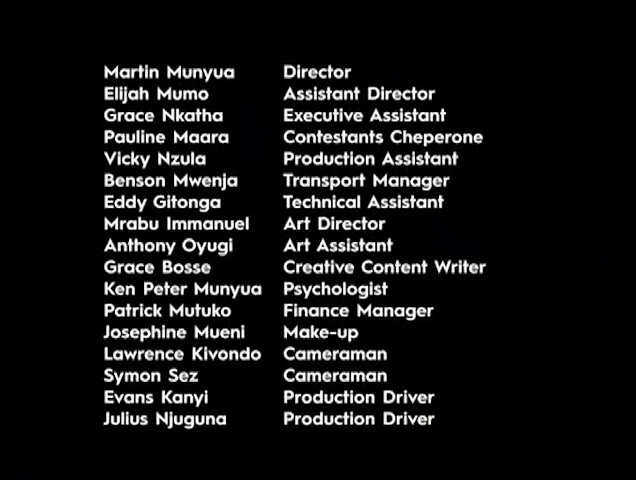 Martin Munyua Director
Elijah Mumo Assistant Director
Grace Nkatha Executive Assistant
Pauline Maara Contestants Cheperone
Vicky Nzula Production Assistant
Benson Mwenja Transport Manager
Eddy Gitonga Technical Assistant
Mrabu Immanuel Art Director
Anthony Oyugi Art Assistant
Grace Bosse Creative Content Writer
Ken Peter Munyua Psychologist
Patrick Mutuko Finance Manager
Josephine Mueni Make-up
Lawrence Kivondo Cameraman
Symon Sez Cameraman
Evans Kanyi Production Driver
Julius Njuguna Production Driver